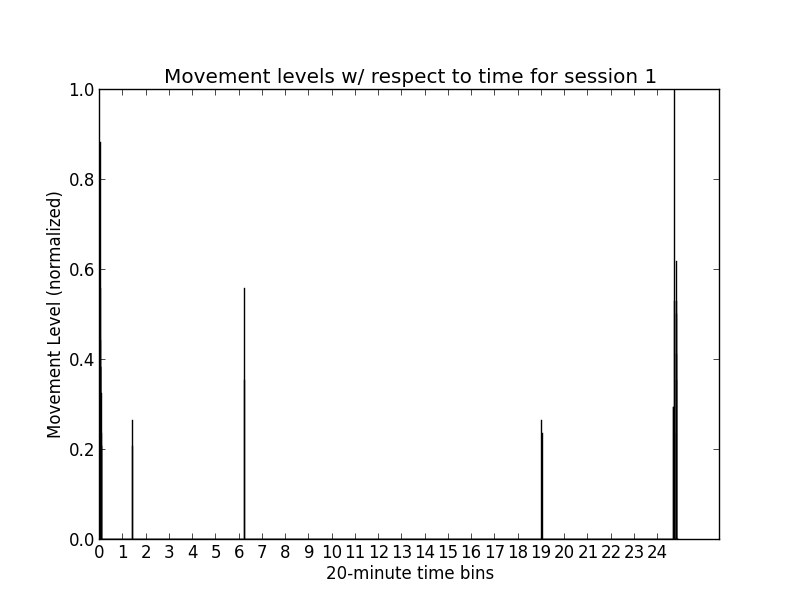 Movement levels w/ respect to time for session 1
Movement Level (normalized)
1.0
0.8
0.6
0.4
0.2
0.0
0 1 2 3 4 5 6 7 8 9 10 11 12 13 14 15 16 17 18 19 20 21 22 23 24
20-minute time bins